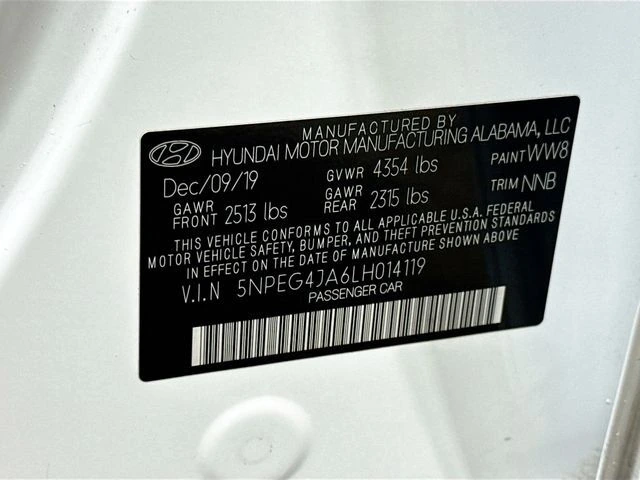 MANUFACTURED BY
HYUNDAI MOTOR MANUFACTURING ALABAMA, LLC
Dec/09/19 GVWR 4354 lbs PAINT WW8
GAWR FRONT 2513 lbs GAWR REAR 2315 lbs TRIM NNB
THIS VEHICLE CONFORMS TO ALL APPLICABLE U.S.A. FEDERAL
MOTOR VEHICLE SAFETY, BUMPER, AND THEFT PREVENTION STANDARDS
IN EFFECT ON THE DATE OF MANUFACTURE SHOWN ABOVE
V.I.N 5NPEG4JA6LH014119
PASSENGER CAR